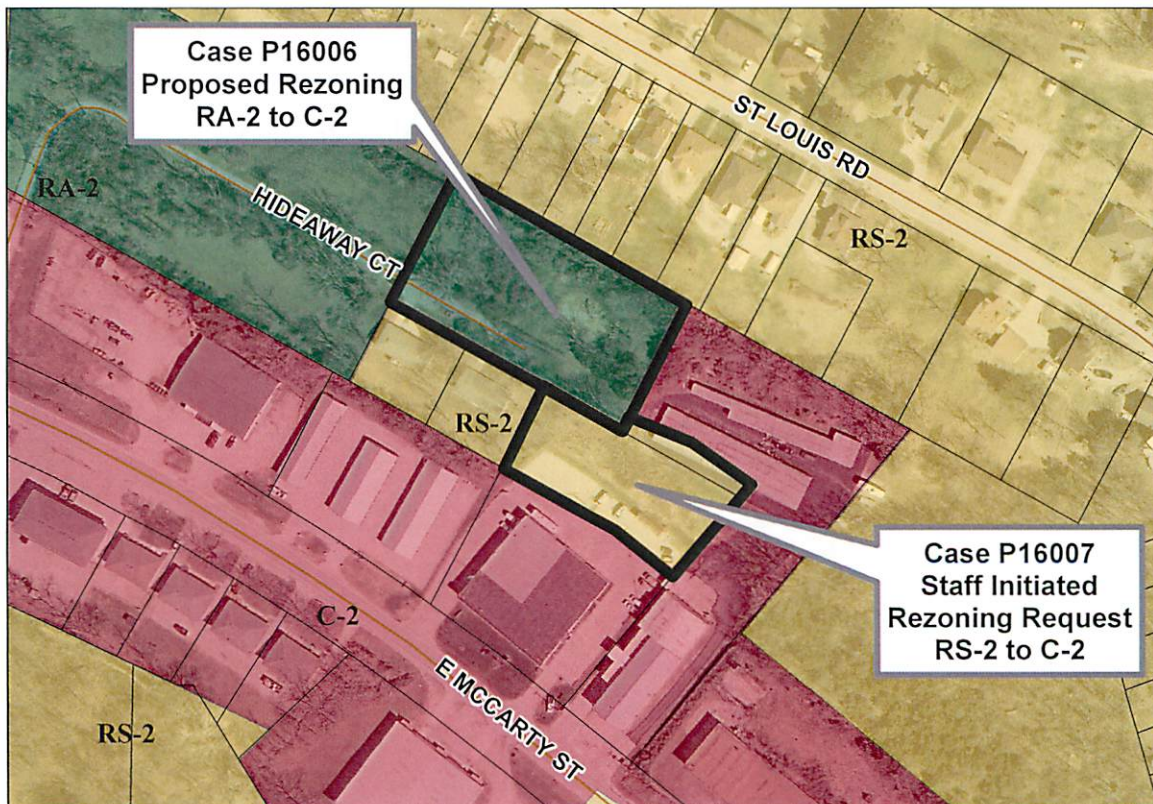 Case P16006
Proposed Rezoning
RA-2 to C-2
ST LOUIS RD
RA-2
HIDEAWAY CT
RS-2
RS-2
Case P16007
Staff Initiated
Rezoning Request
RS-2 to C-2
C-2
E MCCARTY ST
RS-2